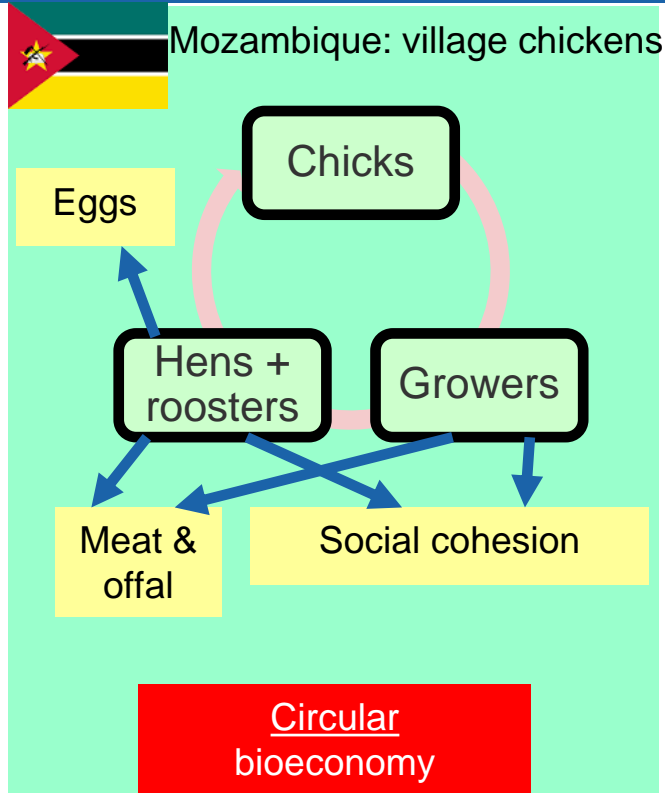 Mozambique: village chickens
Chicks
Eggs
Hens +
roosters
Growers
Meat &
offal
Social cohesion
Circular
bioeconomy